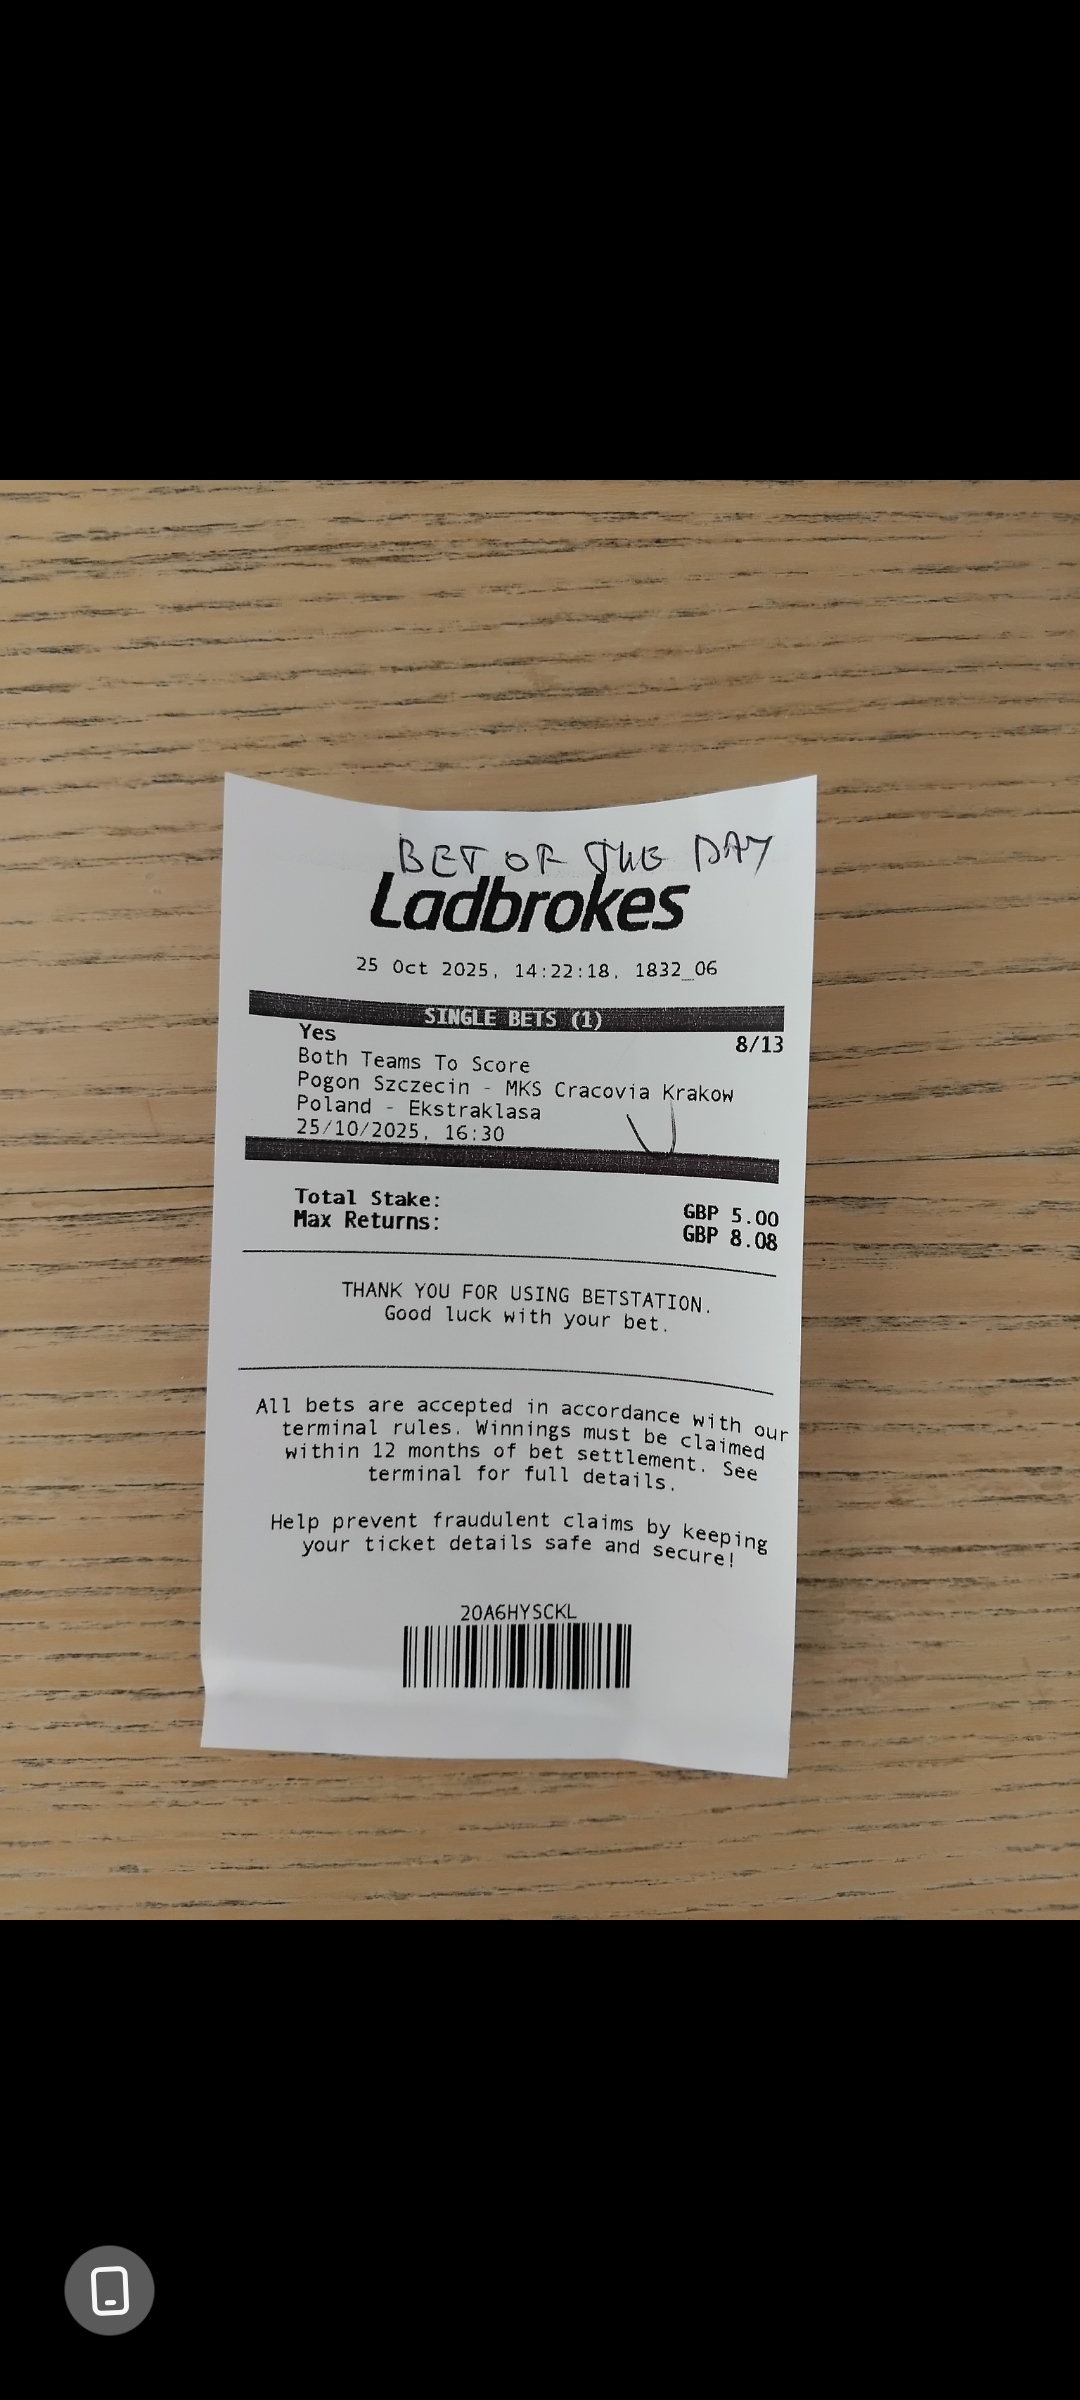 BET OF THE DAY
Ladbrokes
25 Oct 2025, 14:22:18, 1832_06
SINGLE BETS (1)
Yes 8/13
Both Teams To Score
Pogon Szczecin - MKS Cracovia Krakow
Poland - Ekstraklasa
25/10/2025, 16:30
Total Stake: GBP 5.00
Max Returns: GBP 8.08
THANK YOU FOR USING BETSTATION.
Good luck with your bet.
All bets are accepted in accordance with our
terminal rules. Winnings must be claimed
within 12 months of bet settlement. See
terminal for full details.
Help prevent fraudulent claims by keeping
your ticket details safe and secure!
20A6HYSCKL